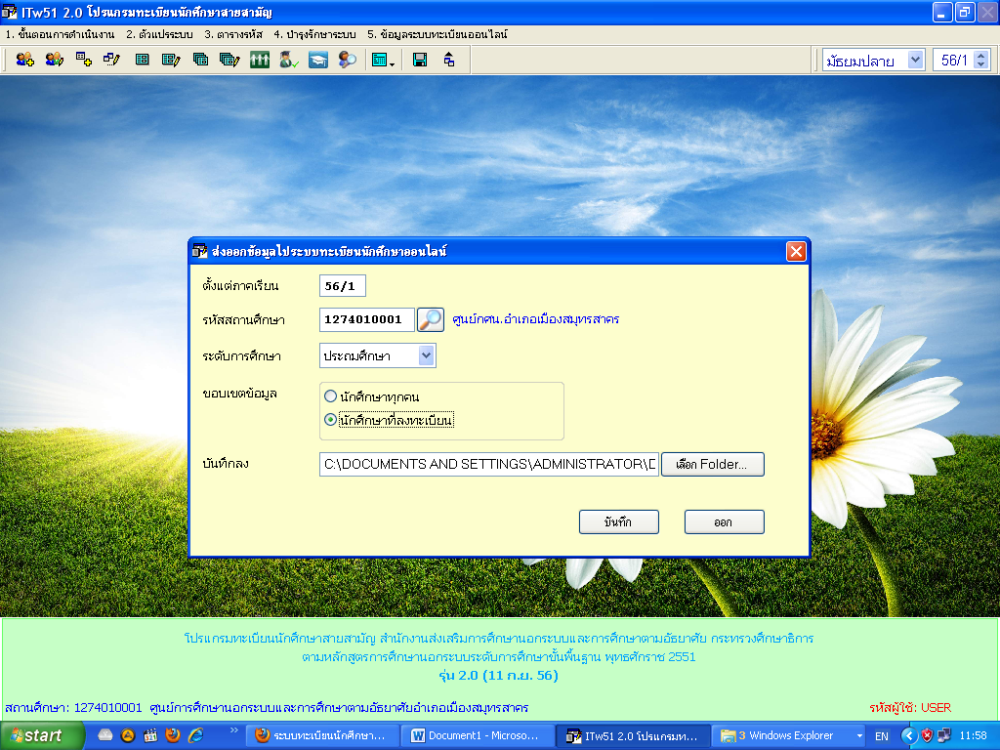 ITw51 2.0 โปรแกรมทะเบียนนักศึกษาสายสามัญ
1. ขั้นตอนการดำเนินงาน 2. ตัวแปรระบบ 3. ตารางรหัส 4. บำรุงรักษาระบบ 5. ข้อมูลระบบทะเบียนออนไลน์
มัธยมปลาย 56/1
ส่งออกข้อมูลไประบบทะเบียนนักศึกษาออนไลน์
ตั้งแต่ภาคเรียน 56/1
รหัสสถานศึกษา 1274010001 ศูนย์กศน.อำเภอเมืองสมุทรสาคร
ระดับการศึกษา ประถมศึกษา
ขอบเขตข้อมูล นักศึกษาทุกคน
นักศึกษาที่ลงทะเบียน
บันทึกลง C:\DOCUMENTS AND SETTINGS\ADMINISTRATOR\D เลือก Folder...
บันทึก ออก
โปรแกรมทะเบียนนักศึกษาสายสามัญ สำนักงานส่งเสริมการศึกษานอกระบบและการศึกษาตามอัธยาศัย กระทรวงศึกษาธิการ
ตามหลักสูตรการศึกษานอกระบบระดับการศึกษาขั้นพื้นฐาน พุทธศักราช 2551
รุ่น 2.0 (11 ก.ย. 56)
สถานศึกษา: 1274010001 ศูนย์การศึกษานอกระบบและการศึกษาตามอัธยาศัยอำเภอเมืองสมุทรสาคร รหัสผู้ใช้: USER
start ระบบทะเบียนนักศึกษา... Document1 - Microso... ITw51 2.0 โปรแกรมท... 3 Windows Explorer EN 11:58